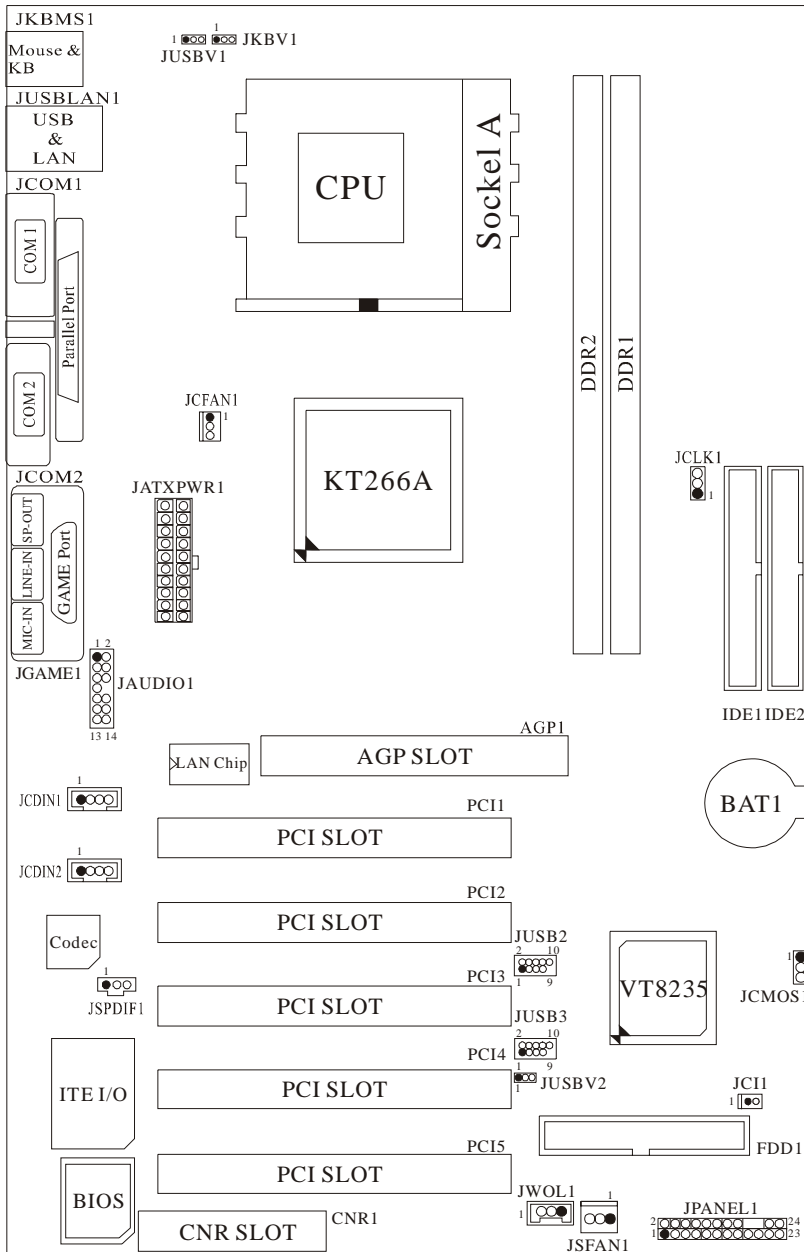 JKBMS1
Mouse &
KB
1
1
JKBV1
JUSBV1
JUSBLAN1
USB
&
LAN
CPU
Sockel A
JCOM1
COM 1
Parallel Port
COM 2
DDR2
DDR1
JCFAN1
1
KT266A
JCLK1
1
JCOM2
SP-OUT
LINE-IN
MIC-IN
GAME Port
JATXPWR1
JGAME1
1 2
JAUDIO1
13 14
IDE1
IDE2
AGP1
AGP SLOT
LAN Chip
BAT1
1
JCDIN1
PCI1
PCI SLOT
1
JCDIN2
PCI2
PCI SLOT
Codec
JUSB2
2 10
1 9
VT8235
1
JCMOS1
1
JSPDIF1
PCI3
PCI SLOT
JUSB3
2 10
1 9
PCI4
PCI SLOT
1
JUSBV2
ITE I/O
JCI1
1
FDD1
PCI5
PCI SLOT
BIOS
CNR1
CNR SLOT
JWOL1
1
1
JSFAN1
JPANEL1
2 24
1 23